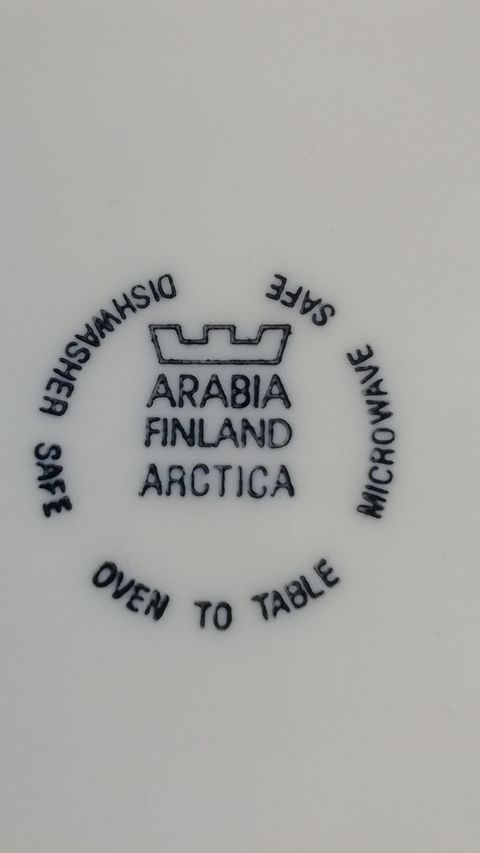 ARABIA
FINLAND
ARCTICA
DISHWASHER SAFE
OVEN TO TABLE
MICROWAVE SAFE